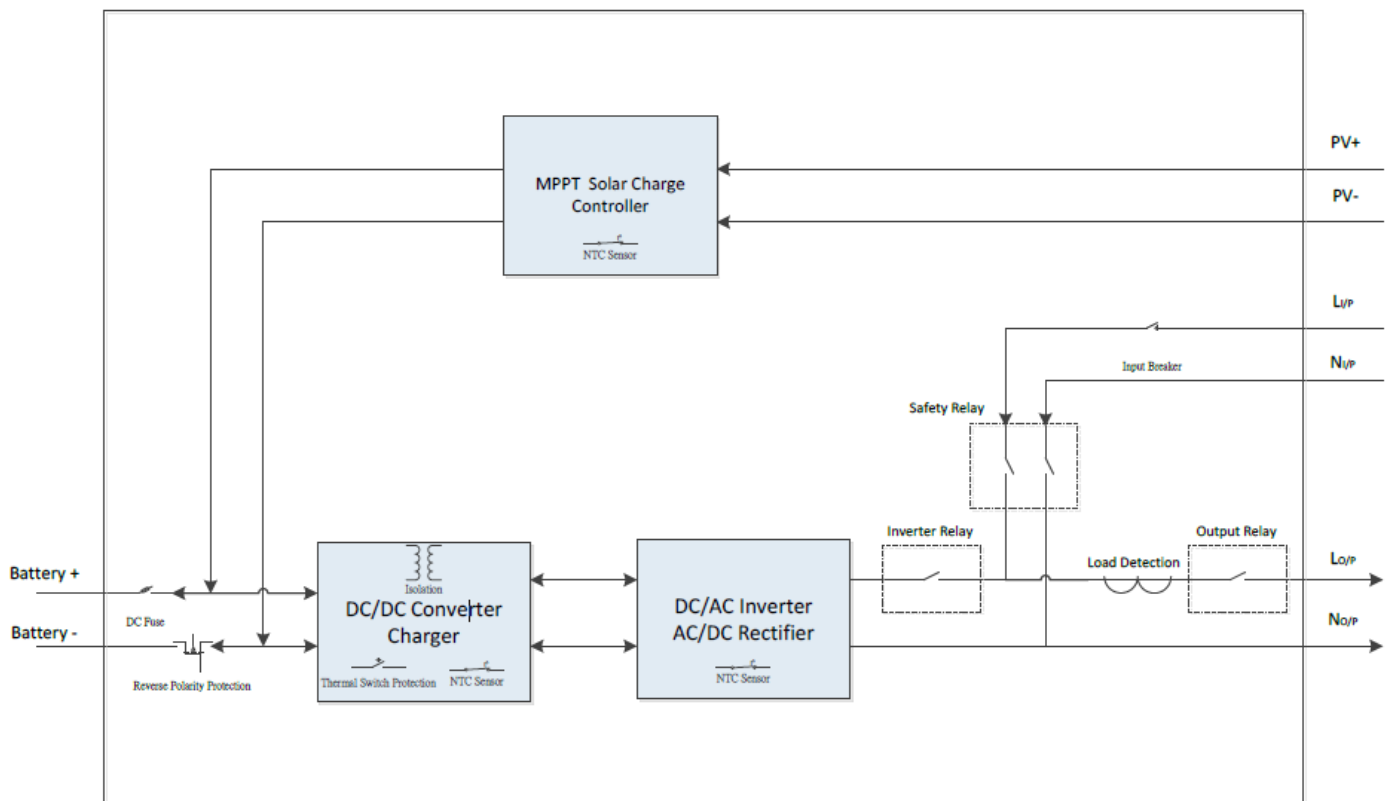 PV+
MPPT Solar Charge
Controller
PV-
NTC Sensor
LI/P
Input Breaker
NI/P
Safety Relay
Inverter Relay
Output Relay
Load Detection
LO/P
Battery +
Isolation
DC/DC Converter
Charger
DC/AC Inverter
AC/DC Rectifier
DC Fuse
Battery -
NO/P
Thermal Switch Protection
NTC Sensor
NTC Sensor
Reverse Polarity Protection